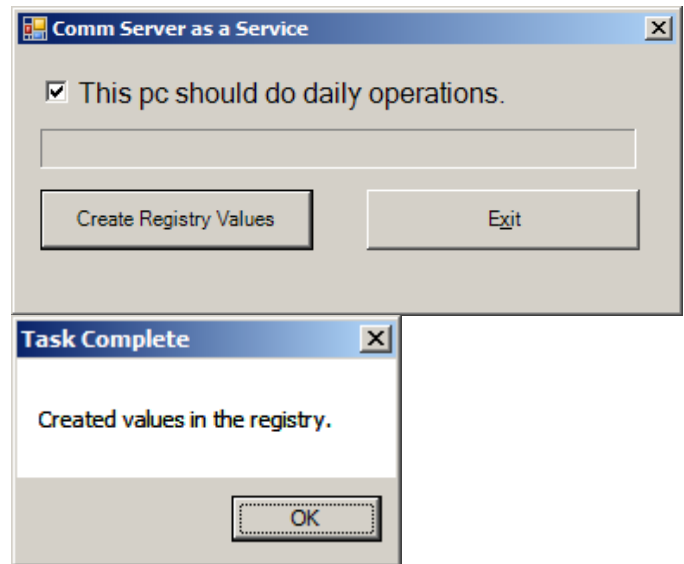 Comm Server as a Service
This pc should do daily operations.
Create Registry Values
Exit
Task Complete
Created values in the registry.
OK